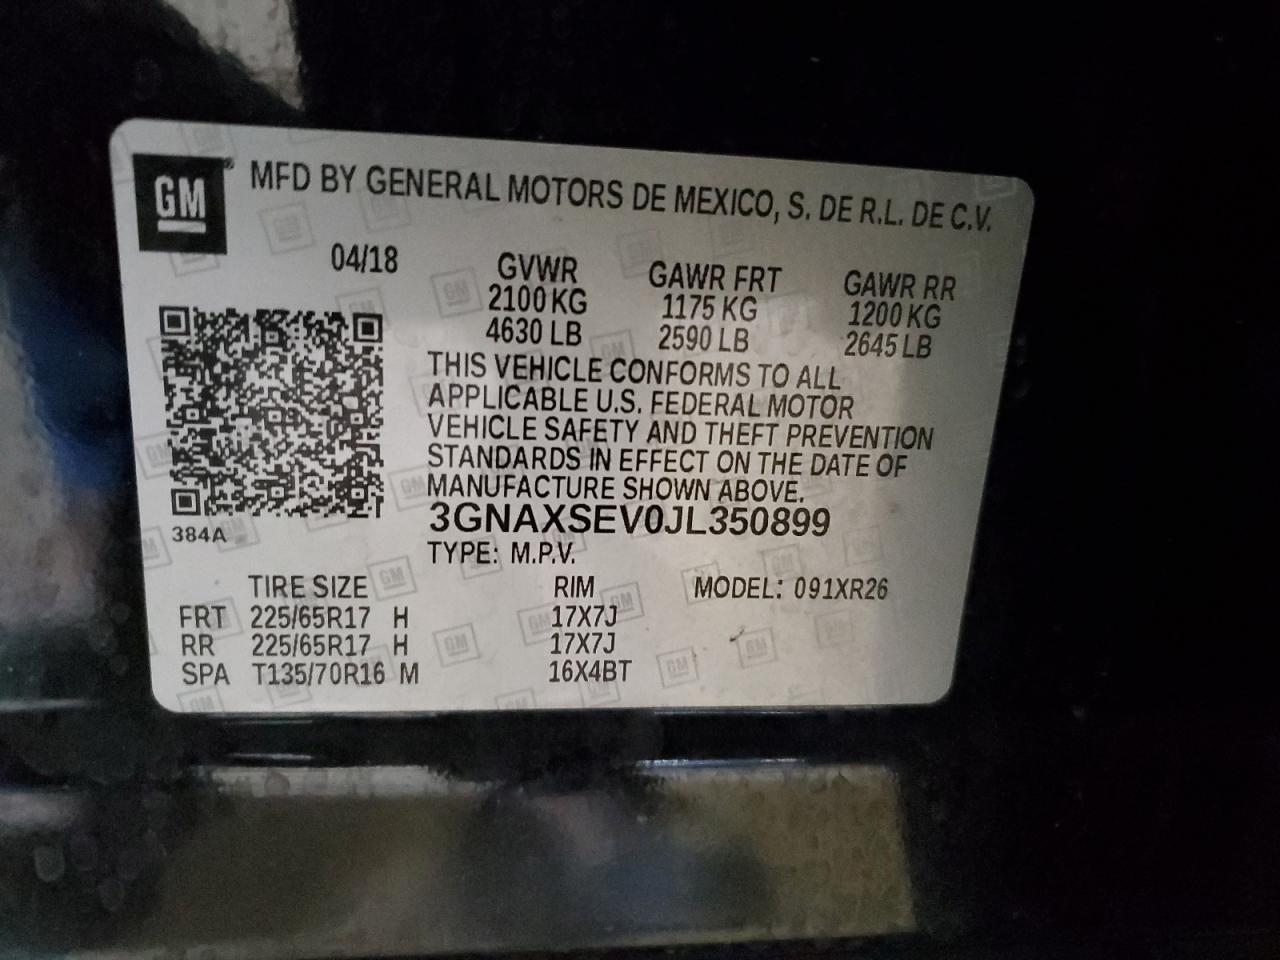 GM® MFD BY GENERAL MOTORS DE MEXICO, S. DE R.L. DE C.V.
04/18 GVWR GAWR FRT GAWR RR
2100 KG 1175 KG 1200 KG
4630 LB 2590 LB 2645 LB
THIS VEHICLE CONFORMS TO ALL
APPLICABLE U.S. FEDERAL MOTOR
VEHICLE SAFETY AND THEFT PREVENTION
STANDARDS IN EFFECT ON THE DATE OF
MANUFACTURE SHOWN ABOVE.
3GNAXSEV0JL350899
384A
TYPE: M.P.V.
TIRE SIZE RIM MODEL: 091XR26
FRT 225/65R17 H 17X7J
RR 225/65R17 H 17X7J
SPA T135/70R16 M 16X4BT